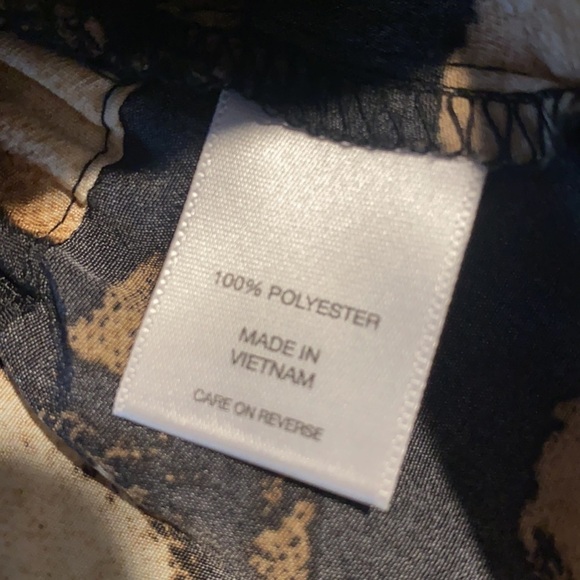 100% POLYESTER
MADE IN
VIETNAM
CARE ON REVERSE